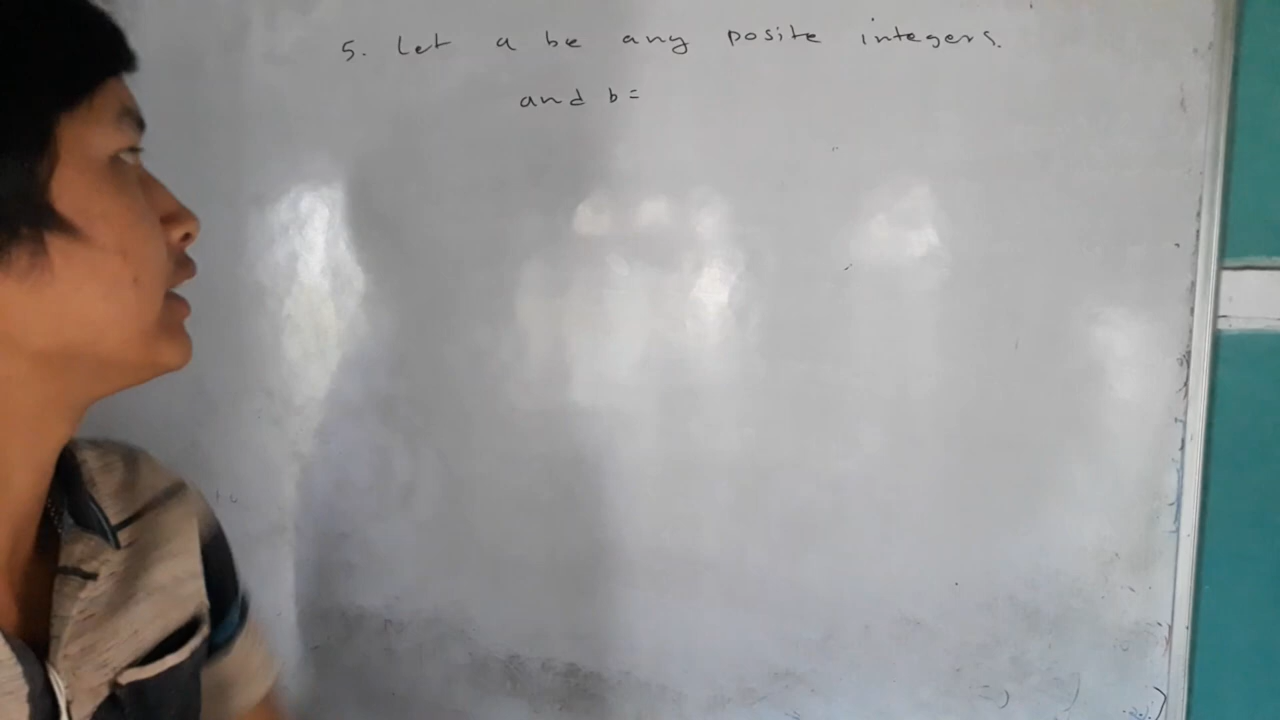 5. Let a be any posite integers.
and b=